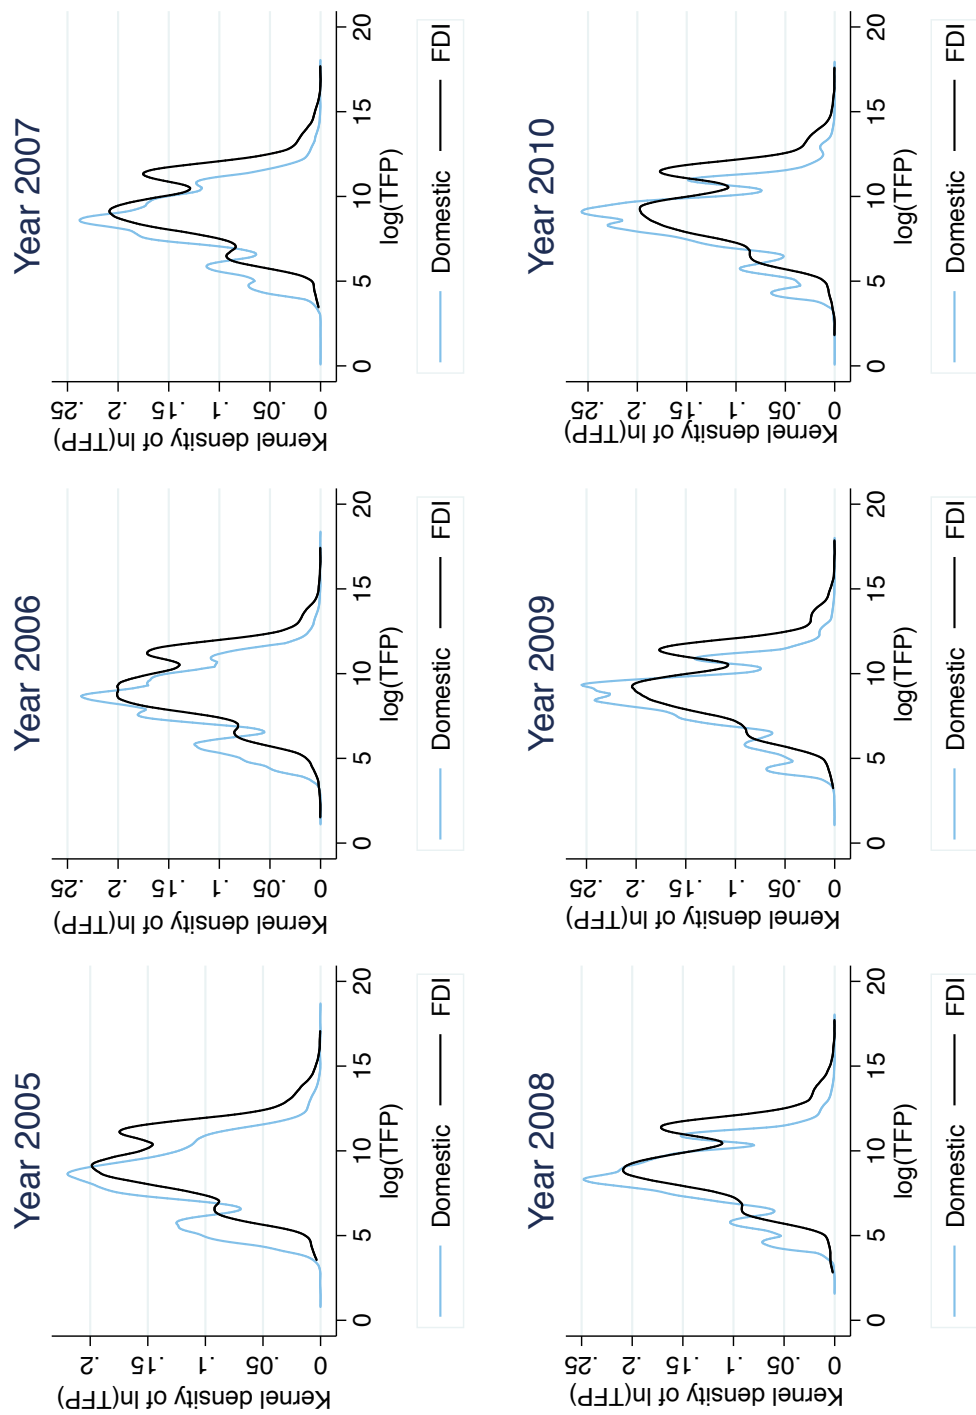 Year 2005
Kernel density of ln(TFP)
.2
.15
.1
.05
0
0 5 10 15 20
log(TFP)
Domestic FDI
Year 2006
Kernel density of ln(TFP)
.25
.2
.15
.1
.05
0
0 5 10 15 20
log(TFP)
Domestic FDI
Year 2007
Kernel density of ln(TFP)
.25
.2
.15
.1
.05
0
0 5 10 15 20
log(TFP)
Domestic FDI
Year 2008
Kernel density of ln(TFP)
.25
.2
.15
.1
.05
0
0 5 10 15 20
log(TFP)
Domestic FDI
Year 2009
Kernel density of ln(TFP)
.25
.2
.15
.1
.05
0
0 5 10 15 20
log(TFP)
Domestic FDI
Year 2010
Kernel density of ln(TFP)
.25
.2
.15
.1
.05
0
0 5 10 15 20
log(TFP)
Domestic FDI